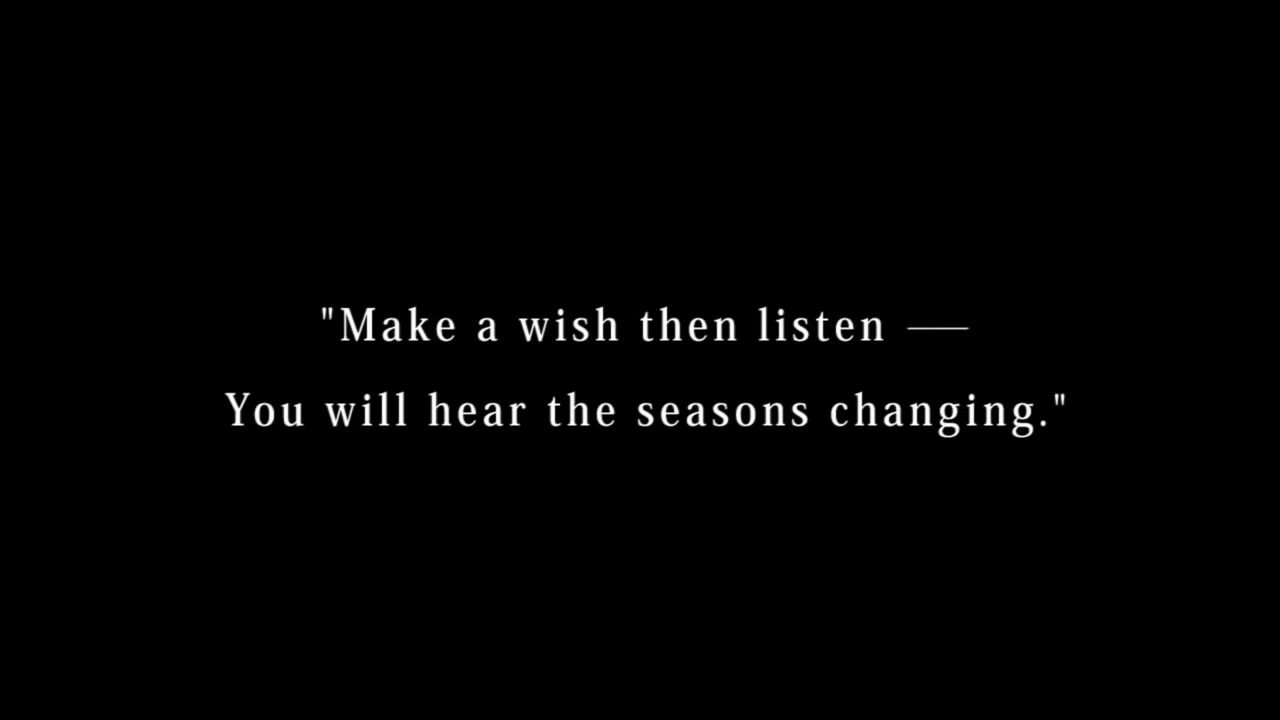 "Make a wish then listen —
You will hear the seasons changing."